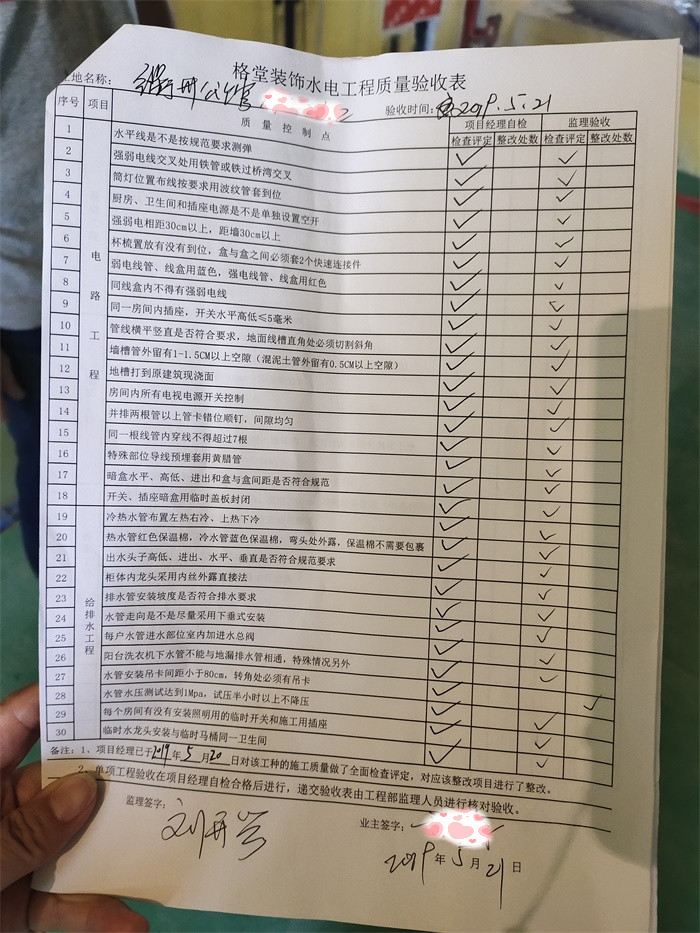 格堂装饰水电工程质量验收表
工地名称： 验收时间：2019.5.21
序号 项目 质量控制点 项目经理自检 监理验收
检查评定 整改处数 检查评定 整改处数
电路工程
1 水平线是不是按规范要求测弹 ✓ ✓
2 强弱电线交叉处用铁管或铁过桥湾交叉 ✓ ✓
3 筒灯位置布线按要求用波纹管套到位 ✓ ✓
4 厨房、卫生间和插座电源是不是单独设置空开 ✓ ✓
5 强弱电相距30cm以上，距墙30cm以上 ✓ ✓
6 杯梳置放有没有到位，盒与盒之间必须套2个快速连接件 ✓ ✓
7 弱电线管、线盒用蓝色，强电线管、线盒用红色 ✓ ✓
8 同线盒内不得有强弱电线 ✓ ✓
9 同一房间内插座，开关水平高低≤5毫米 ✓ ✓
10 管线横平竖直是否符合要求，地面线槽直角处必须切割斜角 ✓ ✓
11 墙槽管外留有1-1.5CM以上空隙（混泥土管外留有0.5CM以上空隙） ✓ ✓
12 地槽打到原建筑现浇面 ✓ ✓
13 房间内所有电视电源开关控制 ✓ ✓
14 并排两根管以上管卡错位顺钉，间隙均匀 ✓ ✓
15 同一根线管内穿线不得超过7根 ✓ ✓
16 特殊部位导线预埋套用黄腊管 ✓ ✓
17 暗盒水平、高低、进出和盒与盒间距是否符合规范 ✓ ✓
18 开关、插座暗盒用临时盖板封闭 ✓ ✓
给排水工程
19 冷热水管布置左热右冷、上热下冷 ✓ ✓
20 热水管红色保温棉，冷水管蓝色保温棉，弯头处外露，保温棉不需要包裹 ✓ ✓
21 出水头子高低、进出、水平、垂直是否符合规范要求 ✓ ✓
22 柜体内龙头采用内丝外露直接法 ✓ ✓
23 排水管安装坡度是否符合排水要求 ✓ ✓
24 水管走向是不是尽量采用下垂式安装 ✓ ✓
25 每户水管进水部位室内加进水总阀 ✓ ✓
26 阳台洗衣机下水管不能与地漏排水管相通，特殊情况另外 ✓ ✓
27 水管安装吊卡间距小于80cm，转角处必须有吊卡 ✓ ✓
28 水管水压测试达到1Mpa，试压半小时以上不降压 ✓ ✓
29 每个房间有没有安装照明用的临时开关和施工用插座 ✓ ✓
30 临时水龙头安装与临时马桶同一卫生间 ✓ ✓
备注：1、项目经理已于2019年5月20日对该工种的施工质量做了全面检查评定，对应该整改项目进行了整改。
2、单项工程验收在项目经理自检合格后进行，递交验收表由工程部监理人员进行核对验收。
监理签字： 业主签字：
2019年5月21日